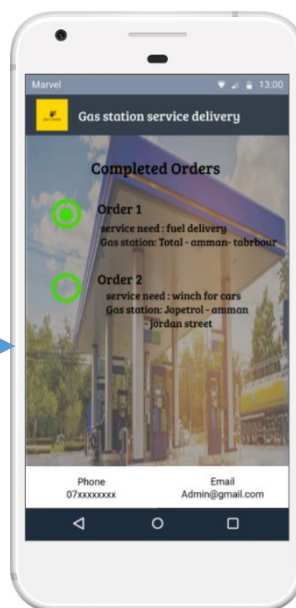 Marvel 13:00
Gas station service delivery
Completed Orders
Order 1
service need : fuel delivery
Gas station: Total - amman- tabrbour
Order 2
service need : winch for cars
Gas station: Jopetrol - amman
- jordan street
Phone
07xxxxxxxx
Email
Admin@gmail.com